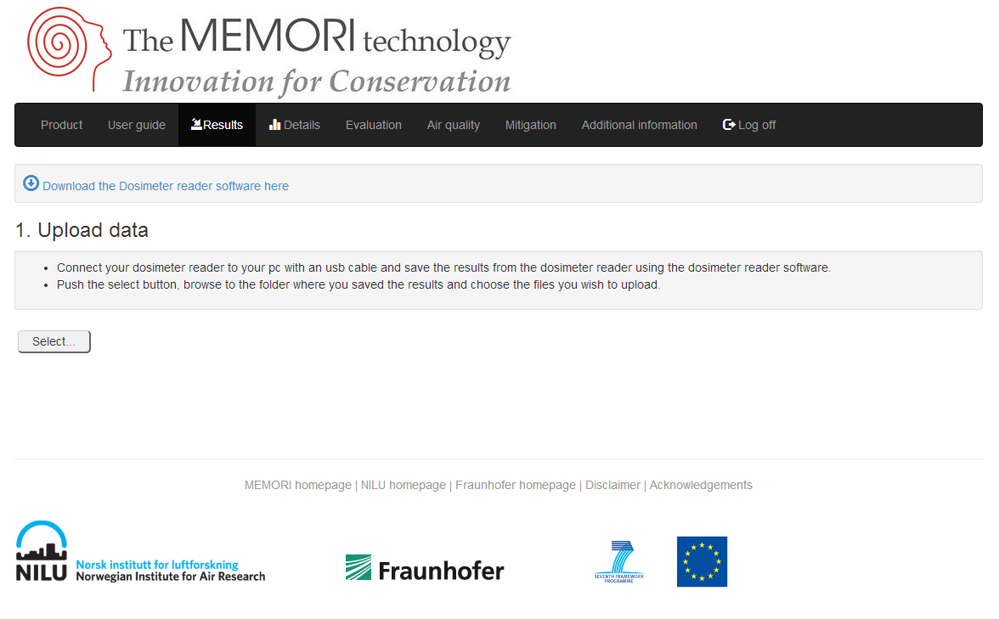 The MEMORI technology
Innovation for Conservation
Product User guide Results Details Evaluation Air quality Mitigation Additional information Log off
Download the Dosimeter reader software here
1. Upload data
• Connect your dosimeter reader to your pc with an usb cable and save the results from the dosimeter reader using the dosimeter reader software.
• Push the select button, browse to the folder where you saved the results and choose the files you wish to upload.
Select...
MEMORI homepage | NILU homepage | Fraunhofer homepage | Disclaimer | Acknowledgements
NILU
Norsk institutt for luftforskning
Norwegian Institute for Air Research
Fraunhofer
SEVENTH FRAMEWORK
PROGRAMME